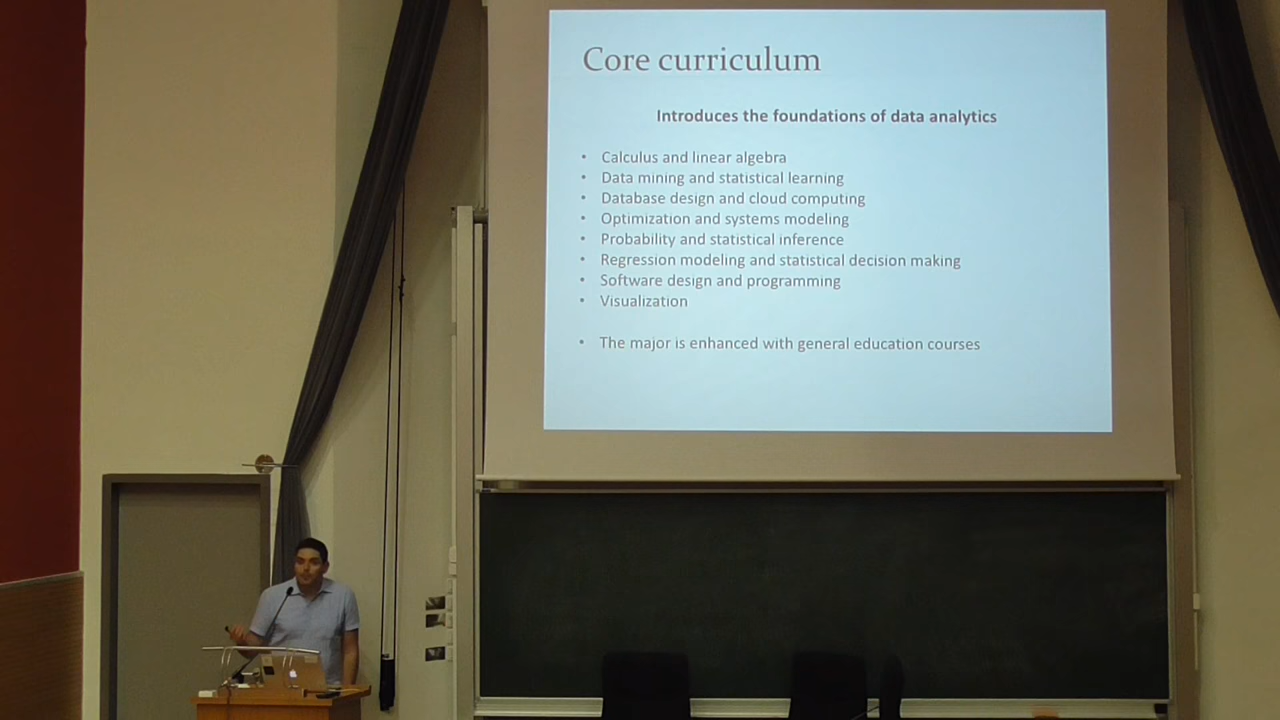 Core curriculum
Introduces the foundations of data analytics
• Calculus and linear algebra
• Data mining and statistical learning
• Database design and cloud computing
• Optimization and systems modeling
• Probability and statistical inference
• Regression modeling and statistical decision making
• Software design and programming
• Visualization
• The major is enhanced with general education courses